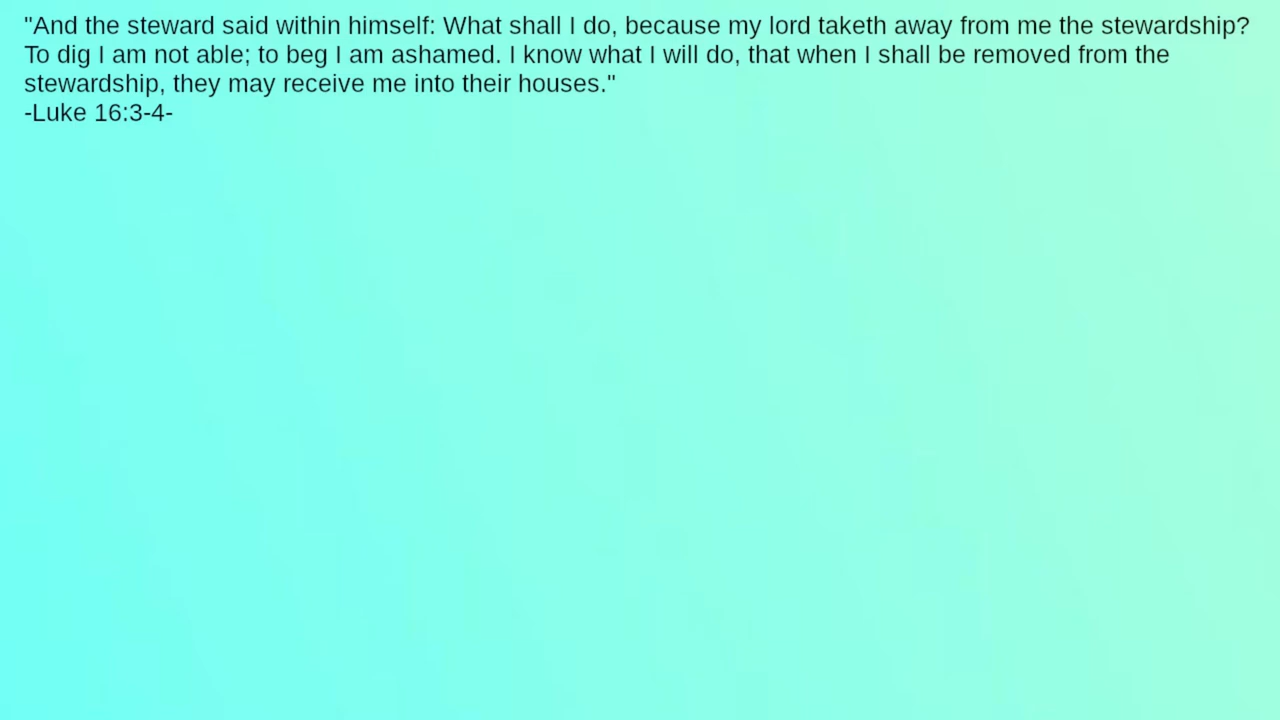 "And the steward said within himself: What shall I do, because my lord taketh away from me the stewardship?
To dig I am not able; to beg I am ashamed. I know what I will do, that when I shall be removed from the
stewardship, they may receive me into their houses."
-Luke 16:3-4-